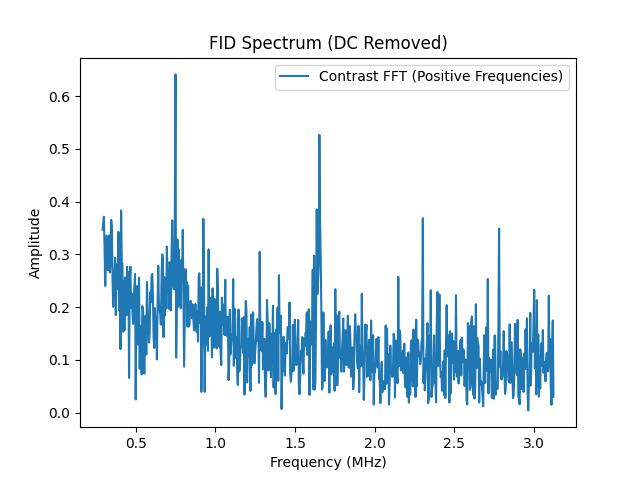 FID Spectrum (DC Removed)
Contrast FFT (Positive Frequencies)
0.6
0.5
0.4
0.3
0.2
0.1
0.0
Amplitude
0.5 1.0 1.5 2.0 2.5 3.0
Frequency (MHz)